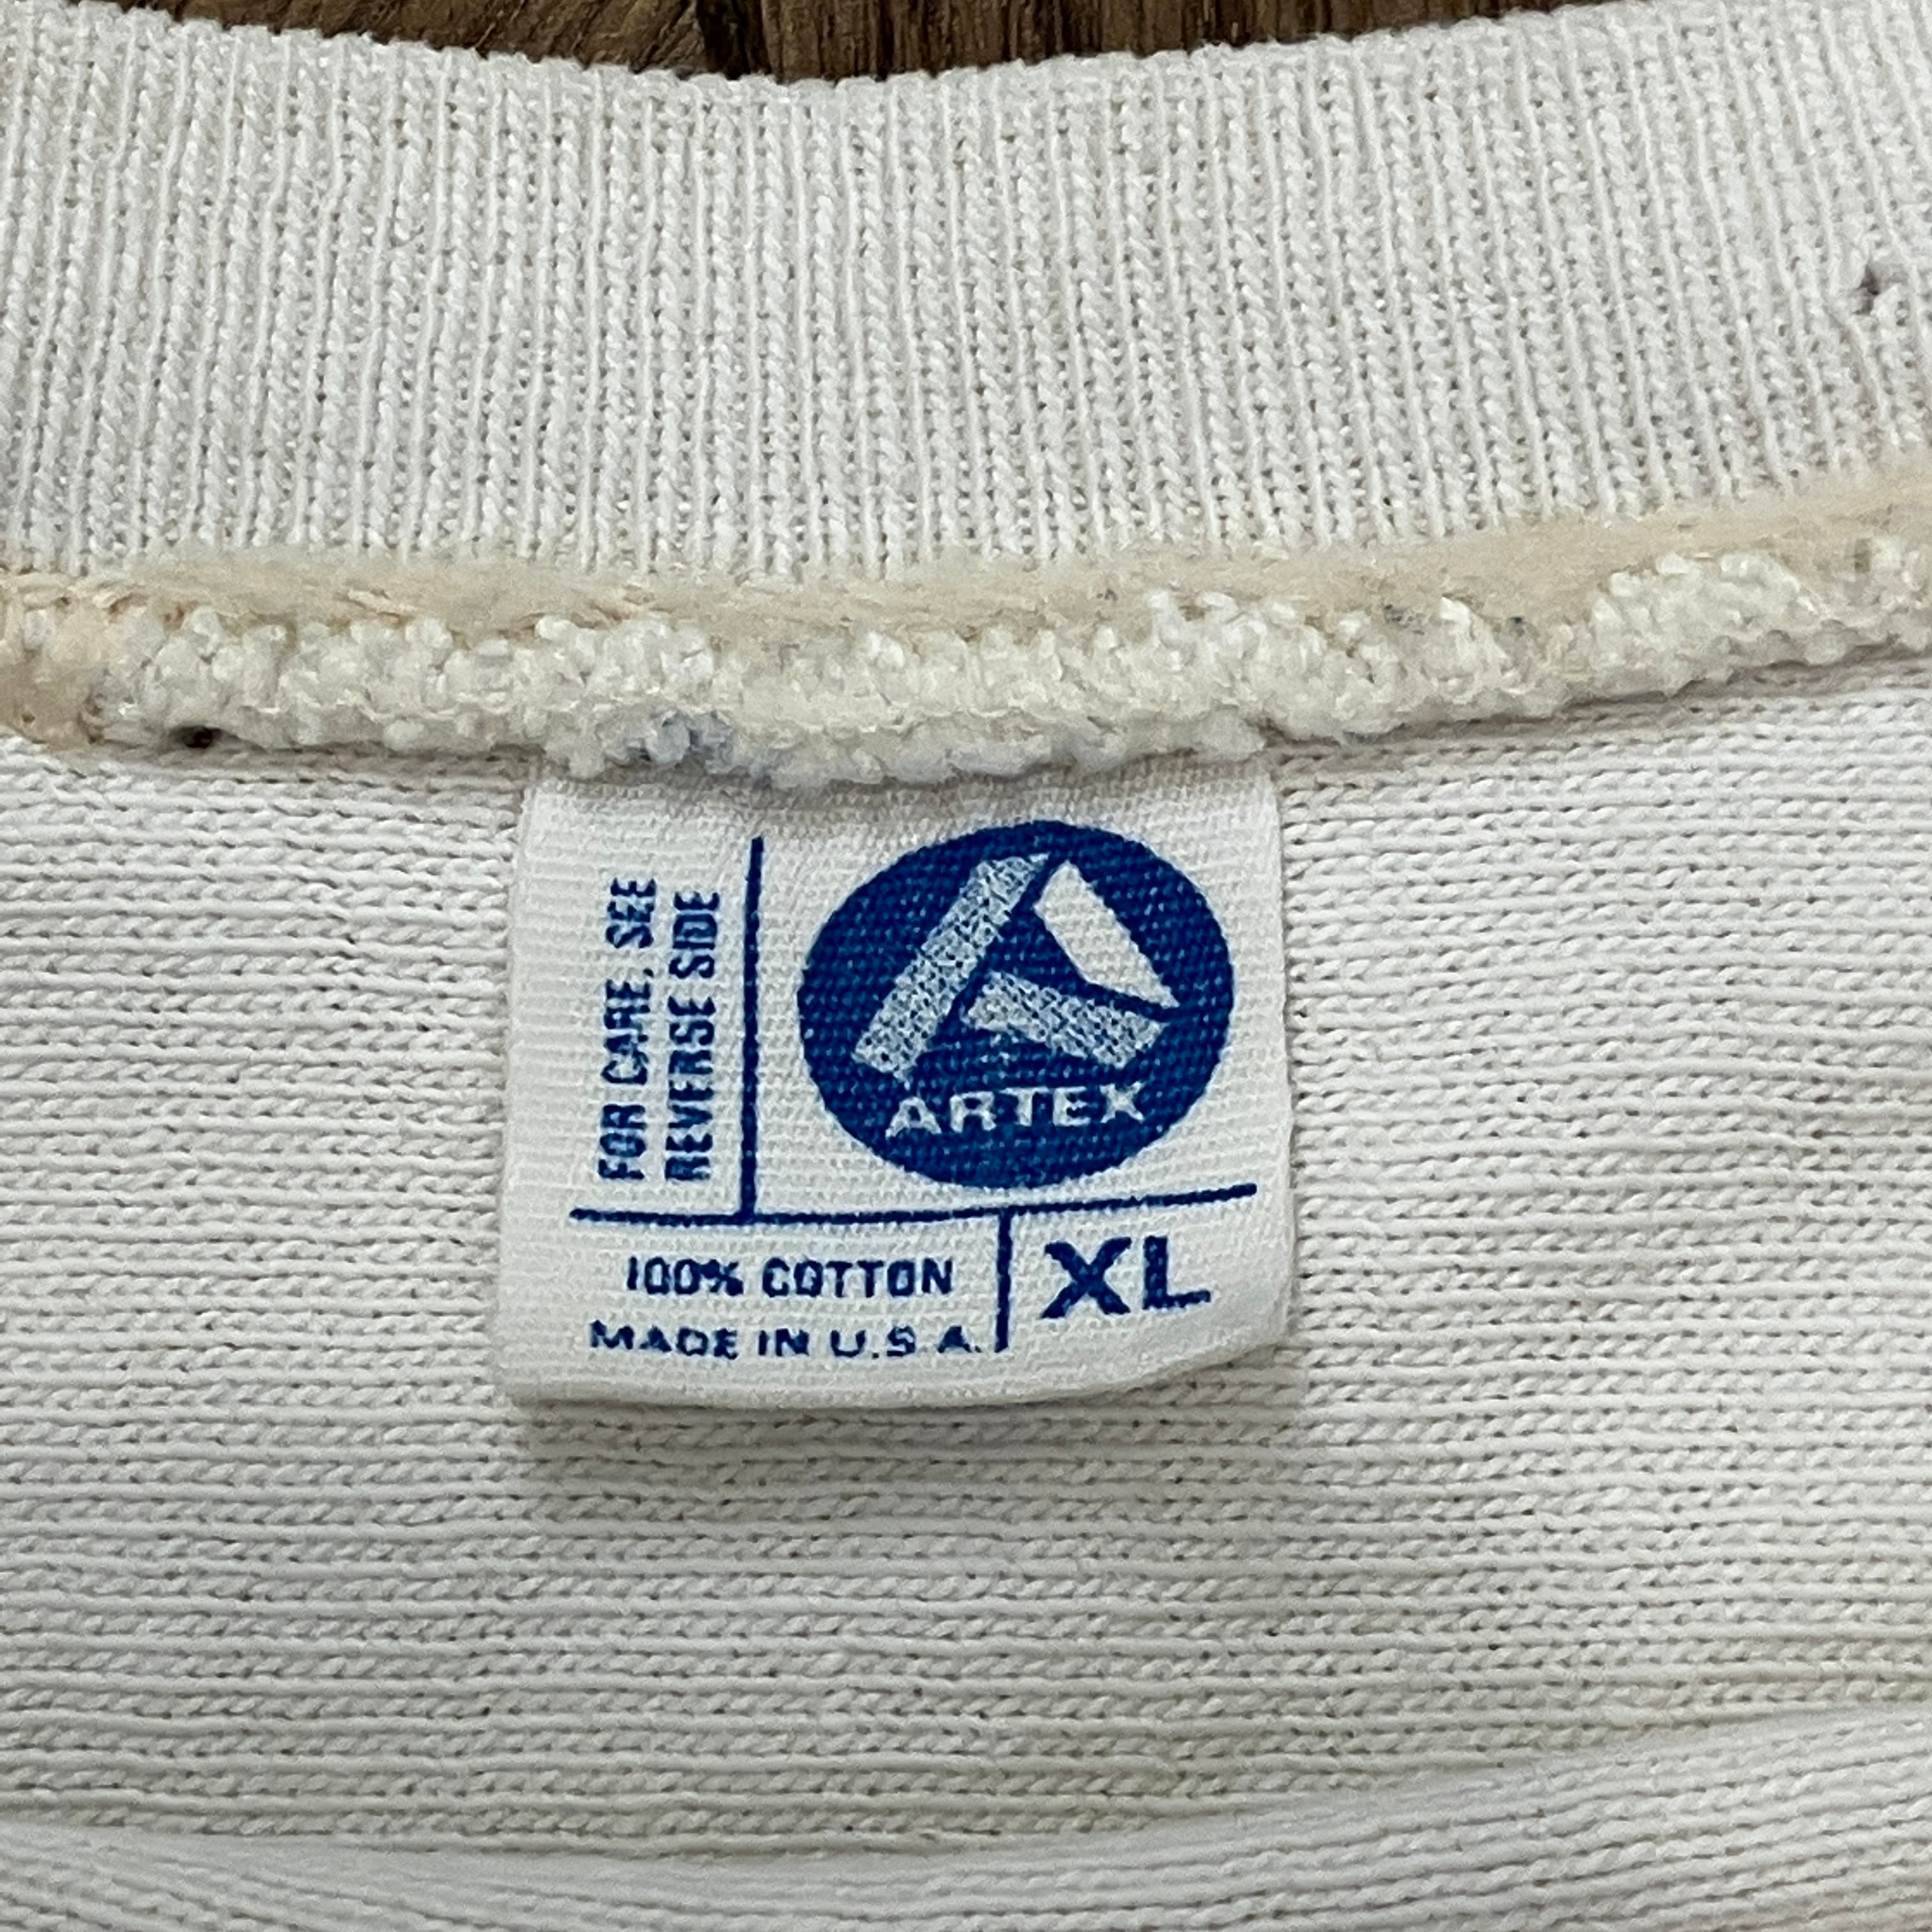 FOR CARE, SEE
REVERSE SIDE
ARTEX
100% COTTON
MADE IN U.S.A.
XL